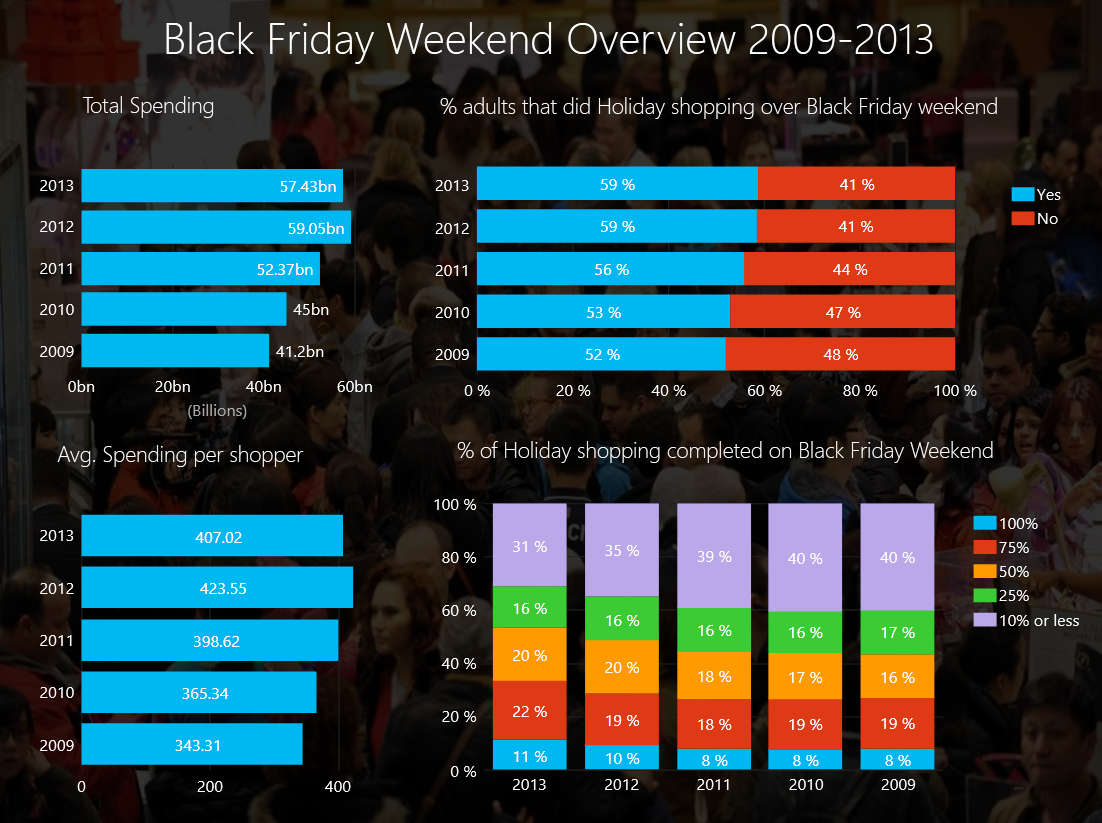 Black Friday Weekend Overview 2009-2013
Total Spending
2013 57.43bn
2012 59.05bn
2011 52.37bn
2010 45bn
2009 41.2bn
0bn 20bn 40bn 60bn
(Billions)
% adults that did Holiday shopping over Black Friday weekend
2013 59 % 41 %
2012 59 % 41 %
2011 56 % 44 %
2010 53 % 47 %
2009 52 % 48 %
0 % 20 % 40 % 60 % 80 % 100 %
Yes
No
Avg. Spending per shopper
2013 407.02
2012 423.55
2011 398.62
2010 365.34
2009 343.31
0 200 400
% of Holiday shopping completed on Black Friday Weekend
100 %
80 %
60 %
40 %
20 %
0 %
31 % 35 % 39 % 40 % 40 %
16 % 16 % 16 % 16 % 17 %
20 % 20 % 18 % 17 % 16 %
22 % 19 % 18 % 19 % 19 %
11 % 10 % 8 % 8 % 8 %
2013 2012 2011 2010 2009
100%
75%
50%
25%
10% or less